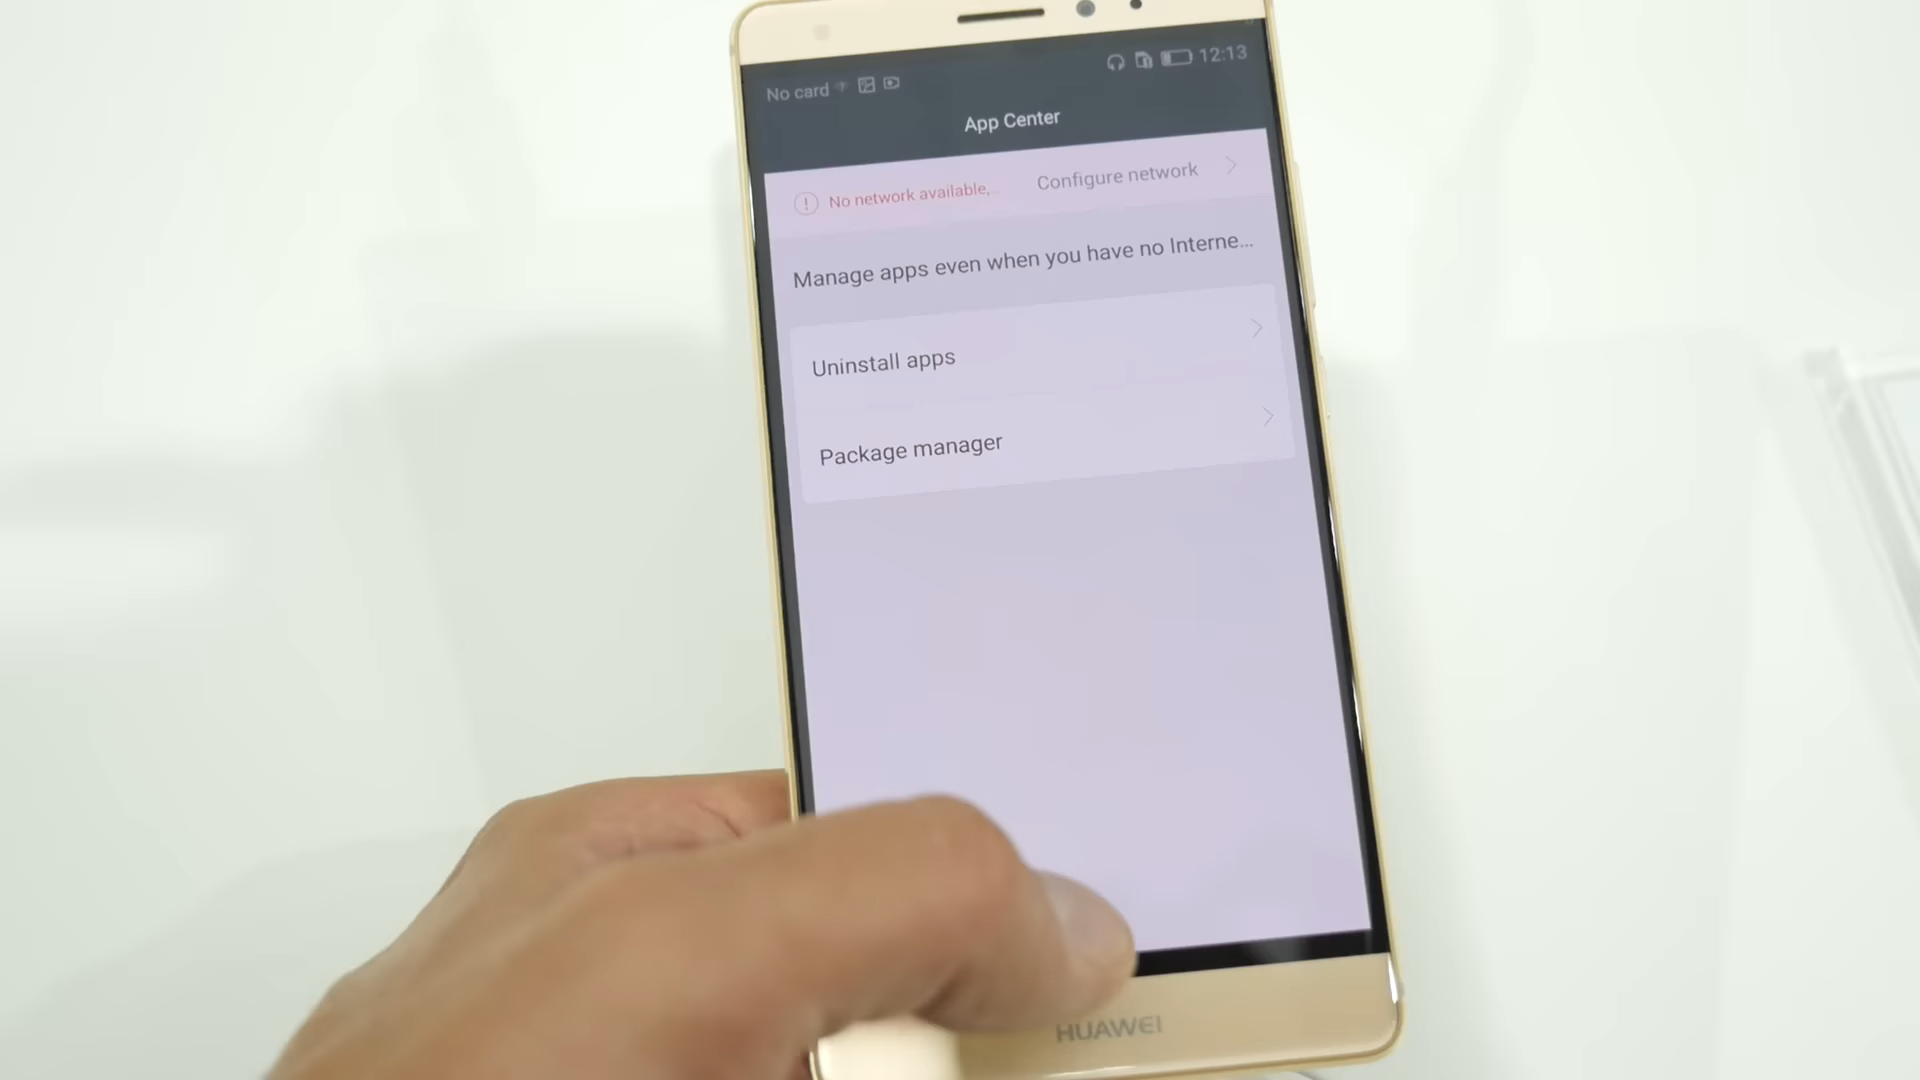 No card 12:13
App Center
No network available,... Configure network
Manage apps even when you have no Interne...
Uninstall apps
Package manager
HUAWEI